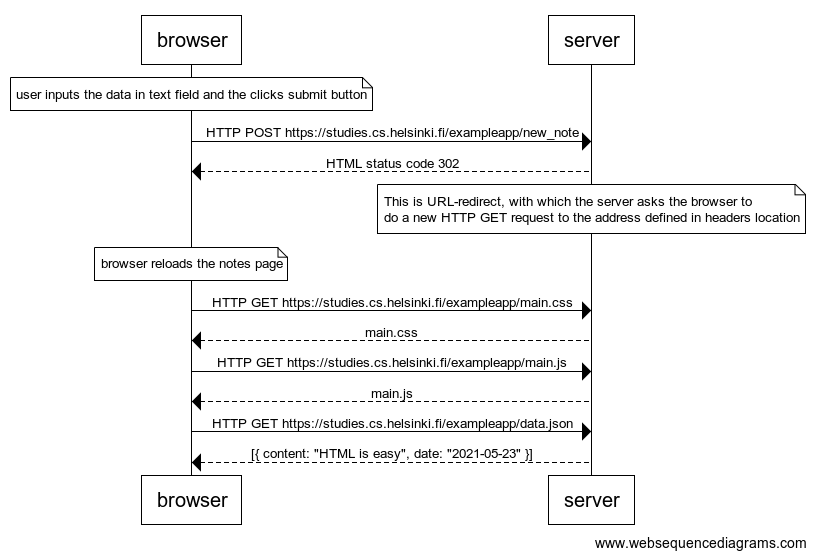 browser
server
user inputs the data in text field and the clicks submit button
HTTP POST https://studies.cs.helsinki.fi/exampleapp/new_note
HTML status code 302
This is URL-redirect, with which the server asks the browser to
do a new HTTP GET request to the address defined in headers location
browser reloads the notes page
HTTP GET https://studies.cs.helsinki.fi/exampleapp/main.css
main.css
HTTP GET https://studies.cs.helsinki.fi/exampleapp/main.js
main.js
HTTP GET https://studies.cs.helsinki.fi/exampleapp/data.json
[{ content: "HTML is easy", date: "2021-05-23" }]
browser
server
www.websequencediagrams.com